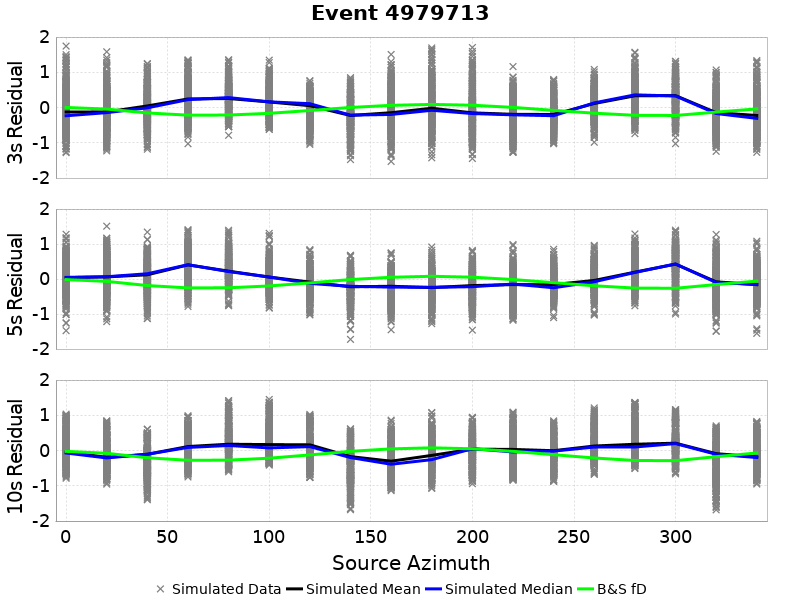 Event 4979713
3s Residual
2
1
0
-1
-2
5s Residual
2
1
0
-1
-2
10s Residual
2
1
0
-1
-2
0 50 100 150 200 250 300
Source Azimuth
Simulated Data Simulated Mean Simulated Median B&S fD